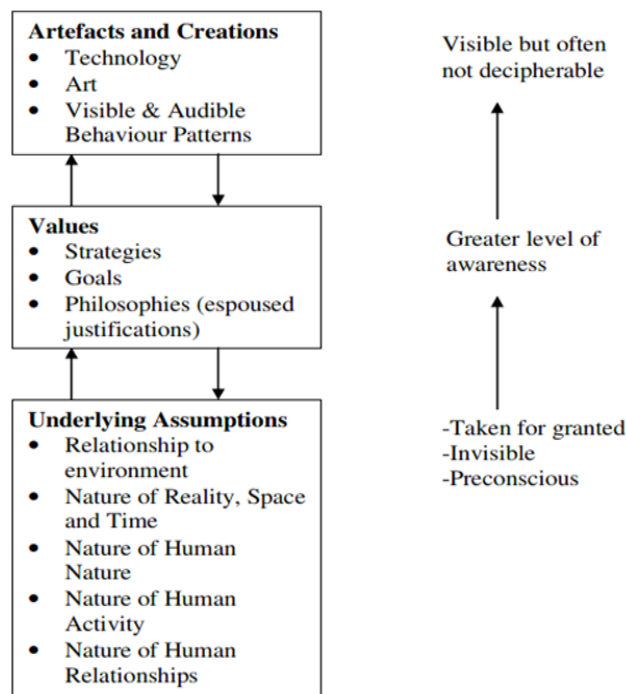 Artefacts and Creations
• Technology
• Art
• Visible & Audible
Behaviour Patterns
Visible but often
not decipherable
Values
• Strategies
• Goals
• Philosophies (espoused
justifications)
Greater level of
awareness
Underlying Assumptions
• Relationship to
environment
• Nature of Reality, Space
and Time
• Nature of Human
Nature
• Nature of Human
Activity
• Nature of Human
Relationships
-Taken for granted
-Invisible
-Preconscious